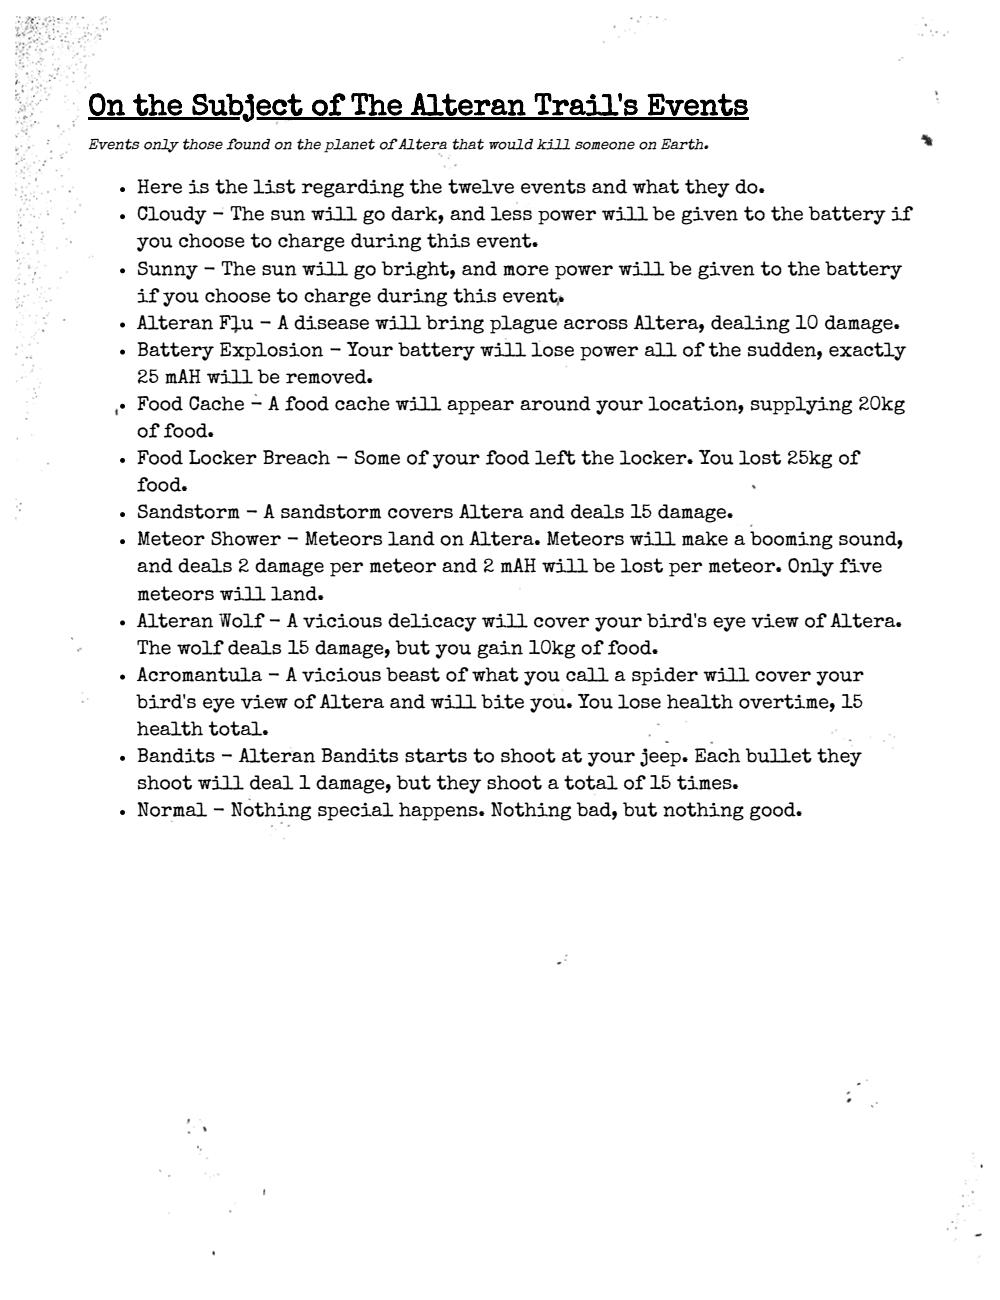 On the Subject of The Alteran Trail's Events
Events only those found on the planet of Altera that would kill someone on Earth.
• Here is the list regarding the twelve events and what they do.
• Cloudy – The sun will go dark, and less power will be given to the battery if
you choose to charge during this event.
• Sunny – The sun will go bright, and more power will be given to the battery
if you choose to charge during this event.
• Alteran Flu – A disease will bring plague across Altera, dealing 10 damage.
• Battery Explosion – Your battery will lose power all of the sudden, exactly
25 mAH will be removed.
• Food Cache – A food cache will appear around your location, supplying 20kg
of food.
• Food Locker Breach – Some of your food left the locker. You lost 25kg of
food.
• Sandstorm – A sandstorm covers Altera and deals 15 damage.
• Meteor Shower – Meteors land on Altera. Meteors will make a booming sound,
and deals 2 damage per meteor and 2 mAH will be lost per meteor. Only five
meteors will land.
• Alteran Wolf – A vicious delicacy will cover your bird's eye view of Altera.
The wolf deals 15 damage, but you gain 10kg of food.
• Acromantula – A vicious beast of what you call a spider will cover your
bird's eye view of Altera and will bite you. You lose health overtime, 15
health total.
• Bandits – Alteran Bandits starts to shoot at your jeep. Each bullet they
shoot will deal 1 damage, but they shoot a total of 15 times.
• Normal – Nothing special happens. Nothing bad, but nothing good.